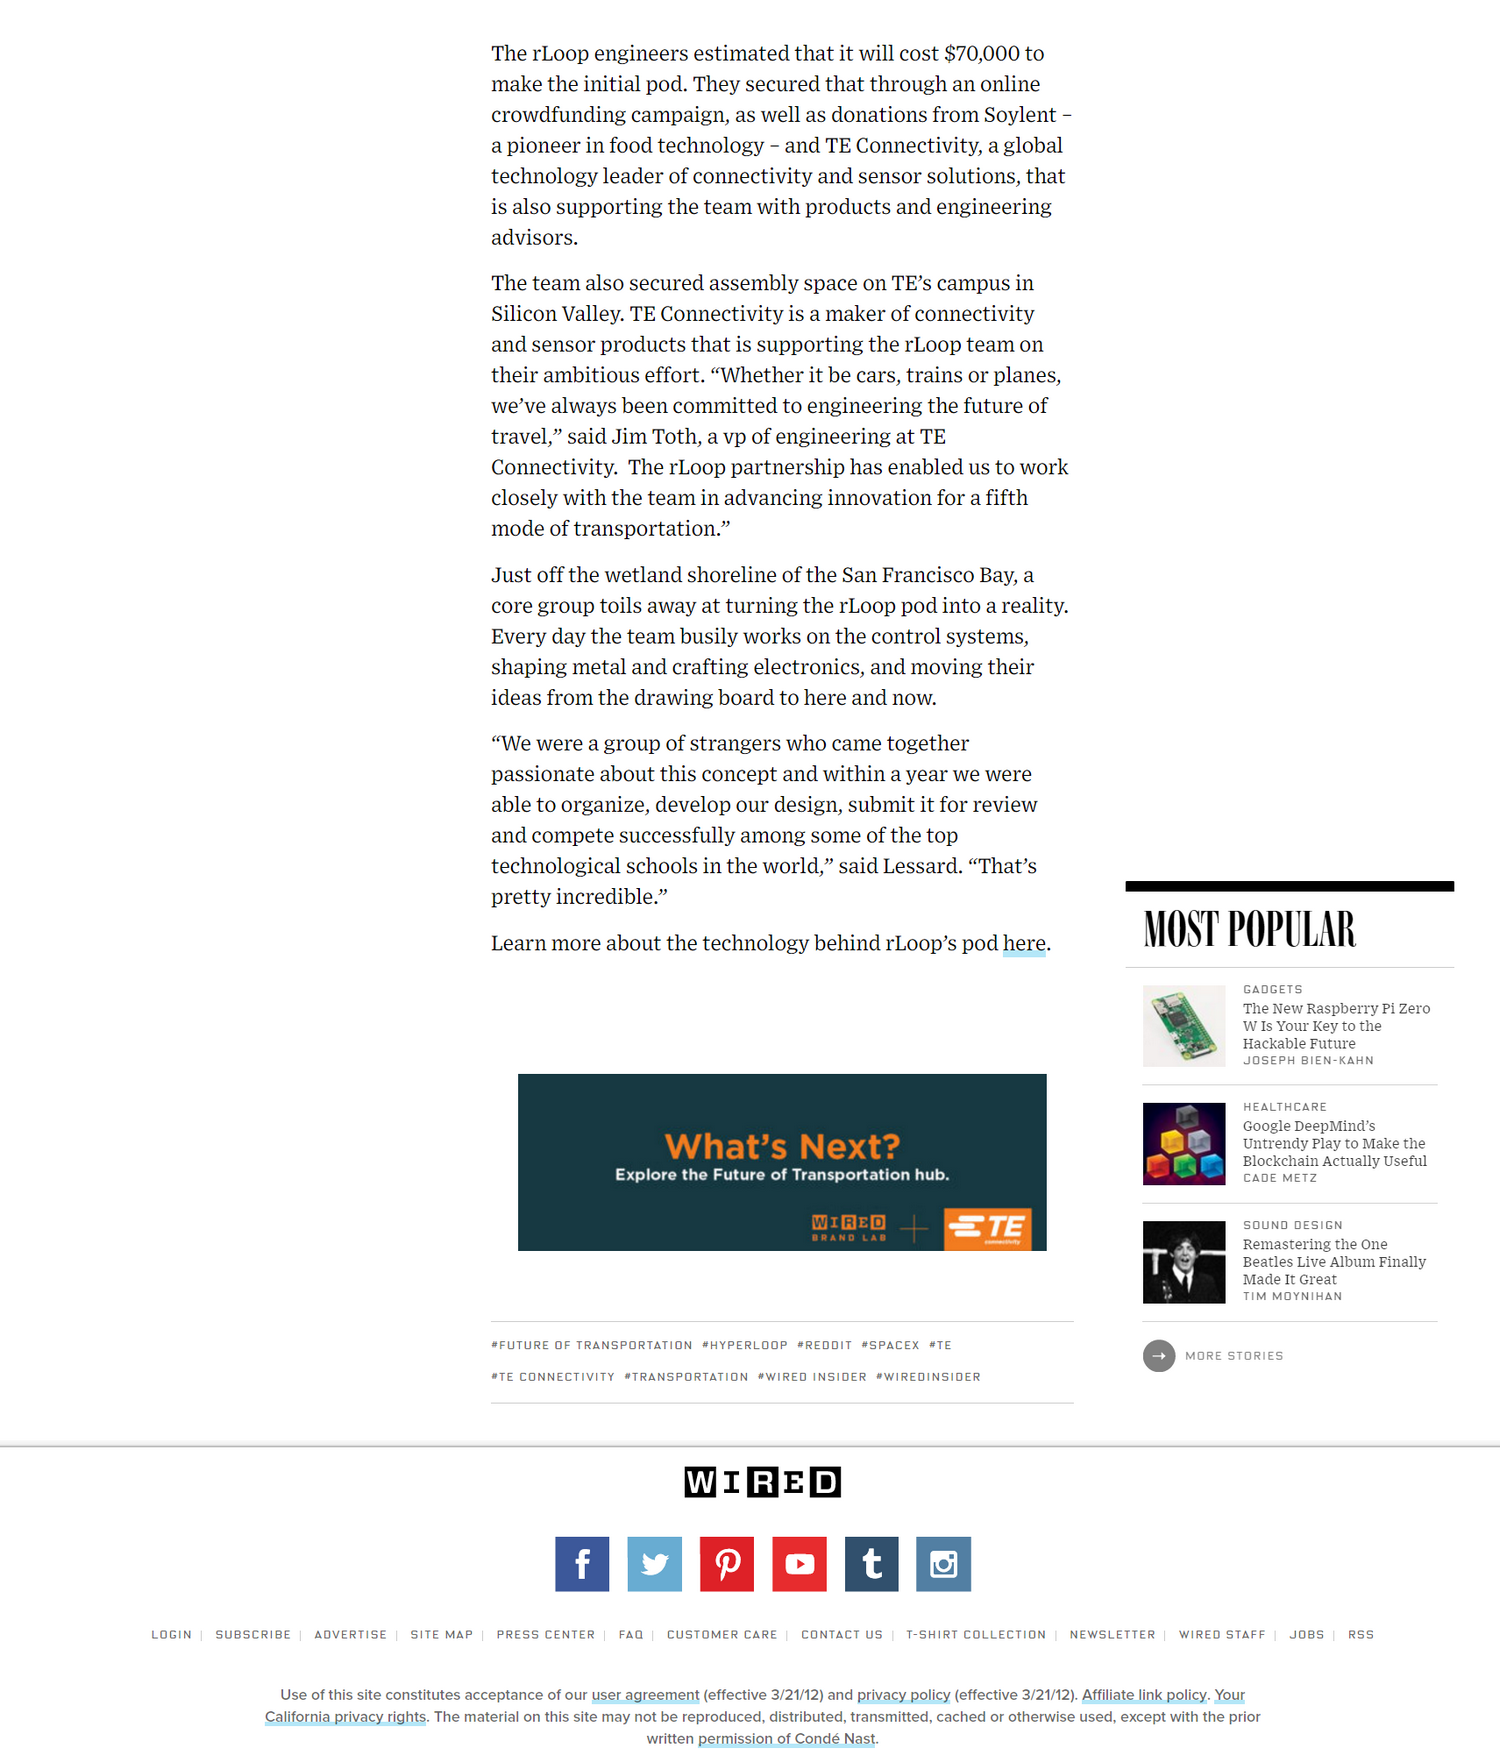 The rLoop engineers estimated that it will cost $70,000 to
make the initial pod. They secured that through an online
crowdfunding campaign, as well as donations from Soylent –
a pioneer in food technology – and TE Connectivity, a global
technology leader of connectivity and sensor solutions, that
is also supporting the team with products and engineering
advisors.
The team also secured assembly space on TE’s campus in
Silicon Valley. TE Connectivity is a maker of connectivity
and sensor products that is supporting the rLoop team on
their ambitious effort. “Whether it be cars, trains or planes,
we’ve always been committed to engineering the future of
travel,” said Jim Toth, a vp of engineering at TE
Connectivity.  The rLoop partnership has enabled us to work
closely with the team in advancing innovation for a fifth
mode of transportation.”
Just off the wetland shoreline of the San Francisco Bay, a
core group toils away at turning the rLoop pod into a reality.
Every day the team busily works on the control systems,
shaping metal and crafting electronics, and moving their
ideas from the drawing board to here and now.
“We were a group of strangers who came together
passionate about this concept and within a year we were
able to organize, develop our design, submit it for review
and compete successfully among some of the top
technological schools in the world,” said Lessard. “That’s
pretty incredible.”
Learn more about the technology behind rLoop’s pod here.
What’s Next?
Explore the Future of Transportation hub.
WIRED
BRAND LAB
TE
connectivity
#FUTURE OF TRANSPORTATION #HYPERLOOP #REDDIT #SPACEX #TE
#TE CONNECTIVITY #TRANSPORTATION #WIRED INSIDER #WIREDINSIDER
MOST POPULAR
GADGETS
The New Raspberry Pi Zero
W Is Your Key to the
Hackable Future
JOSEPH BIEN-KAHN
HEALTHCARE
Google DeepMind’s
Untrendy Play to Make the
Blockchain Actually Useful
CADE METZ
SOUND DESIGN
Remastering the One
Beatles Live Album Finally
Made It Great
TIM MOYNIHAN
MORE STORIES
WIRED
LOGIN | SUBSCRIBE | ADVERTISE | SITE MAP | PRESS CENTER | FAQ | CUSTOMER CARE | CONTACT US | T-SHIRT COLLECTION | NEWSLETTER | WIRED STAFF | JOBS | RSS
Use of this site constitutes acceptance of our user agreement (effective 3/21/12) and privacy policy (effective 3/21/12). Affiliate link policy. Your
California privacy rights. The material on this site may not be reproduced, distributed, transmitted, cached or otherwise used, except with the prior
written permission of Condé Nast.